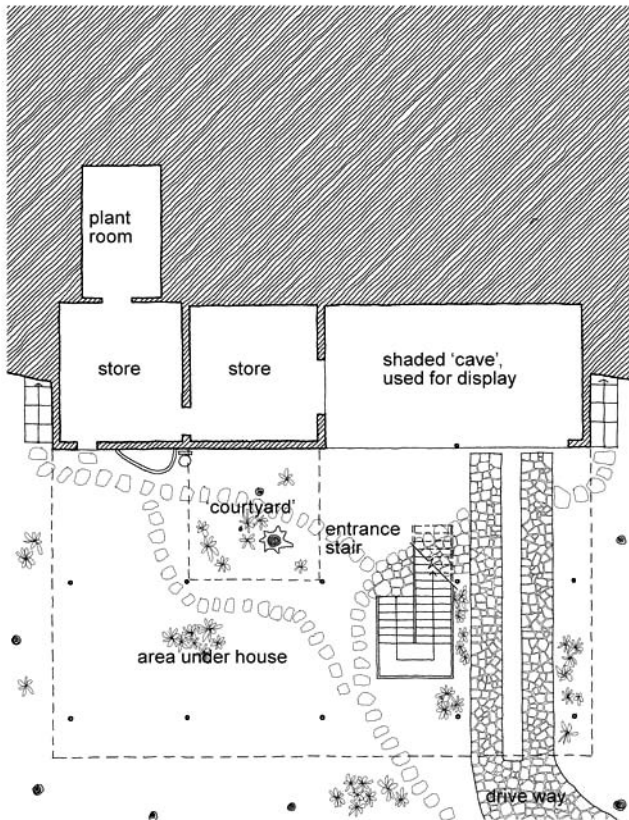 plant
room
store
store
shaded 'cave',
used for display
'courtyard'
entrance
stair
area under house
drive way